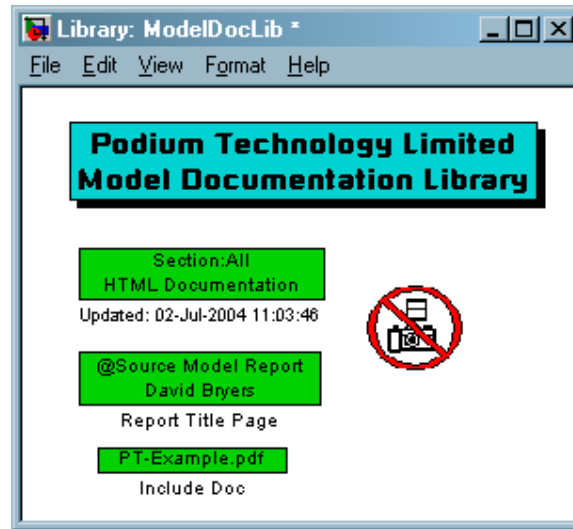 Library: ModelDocLib *
File Edit View Format Help
Podium Technology Limited
Model Documentation Library
Section:All
HTML Documentation
Updated: 02-Jul-2004 11:03:46
@Source Model Report
David Bryers
Report Title Page
PT-Example.pdf
Include Doc